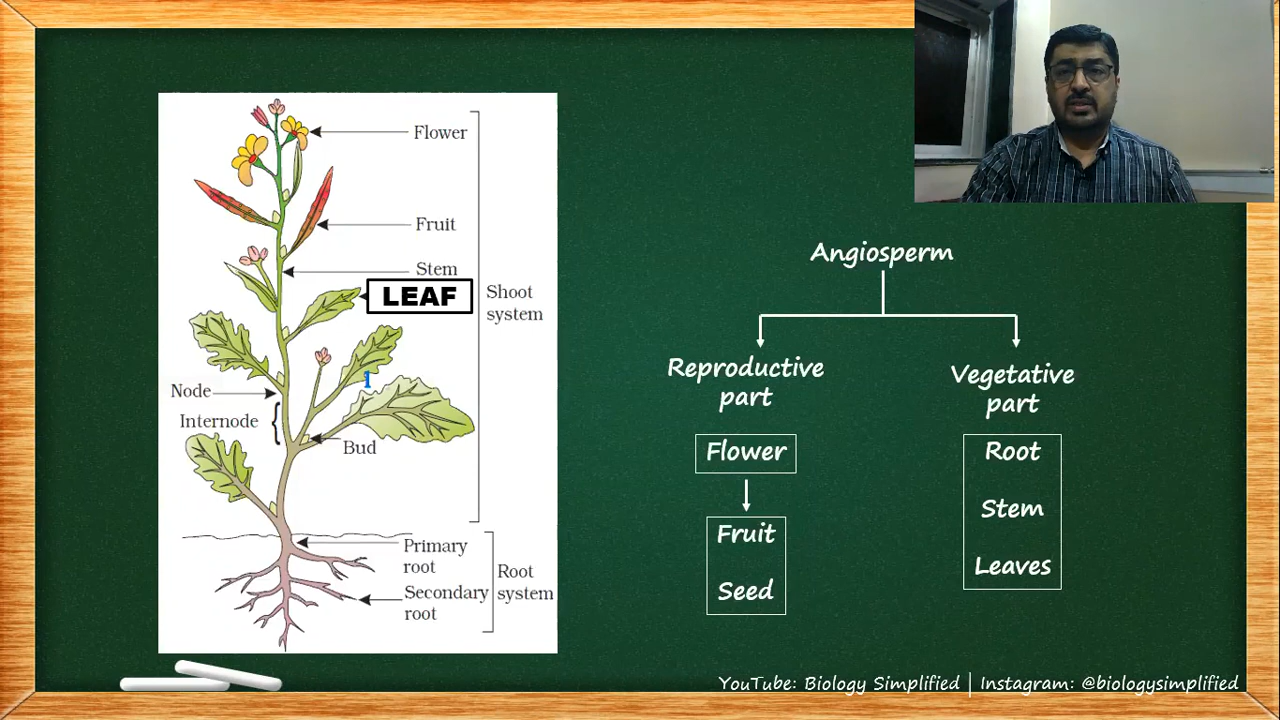 Flower
Fruit
Stem
LEAF
Shoot
system
1
Node
Internode
Bud
Primary
root
Secondary
root
Root
system
Angiosperm
Reproductive
part
Vegetative
part
Flower
Fruit
Seed
Root
Stem
Leaves
YouTube: Biology Simplified | Instagram: @biologysimplified